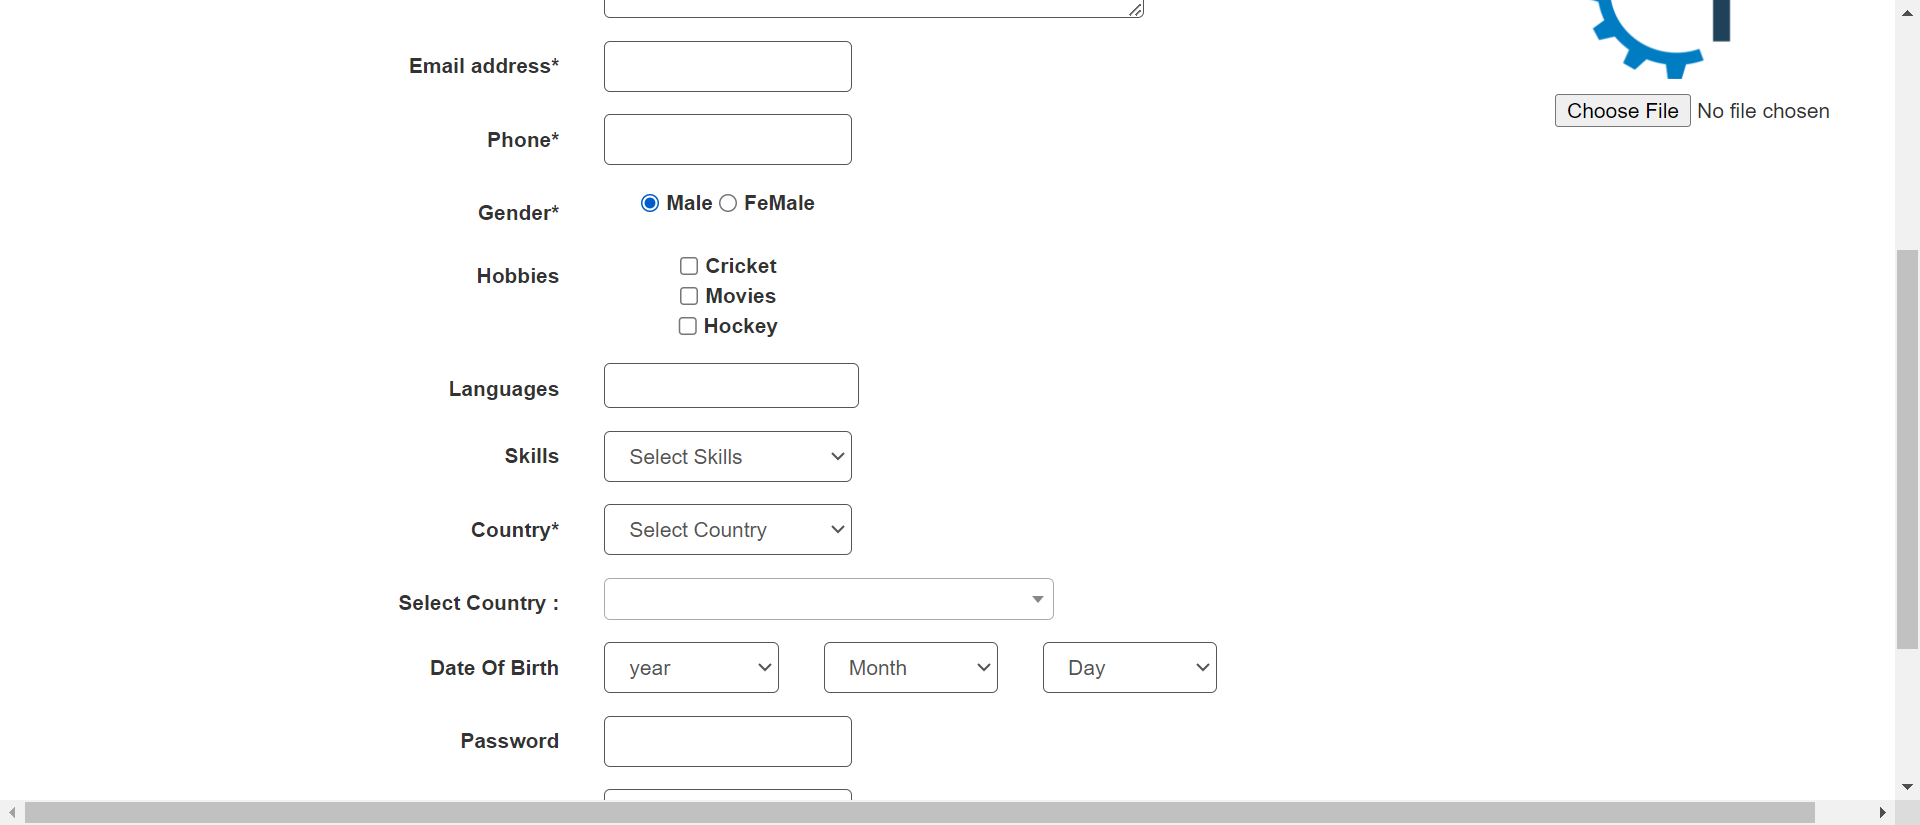 Email address*
Choose File No file chosen
Phone*
Gender* Male FeMale
Hobbies Cricket
Movies
Hockey
Languages
Skills Select Skills
Country* Select Country
Select Country :
Date Of Birth year Month Day
Password